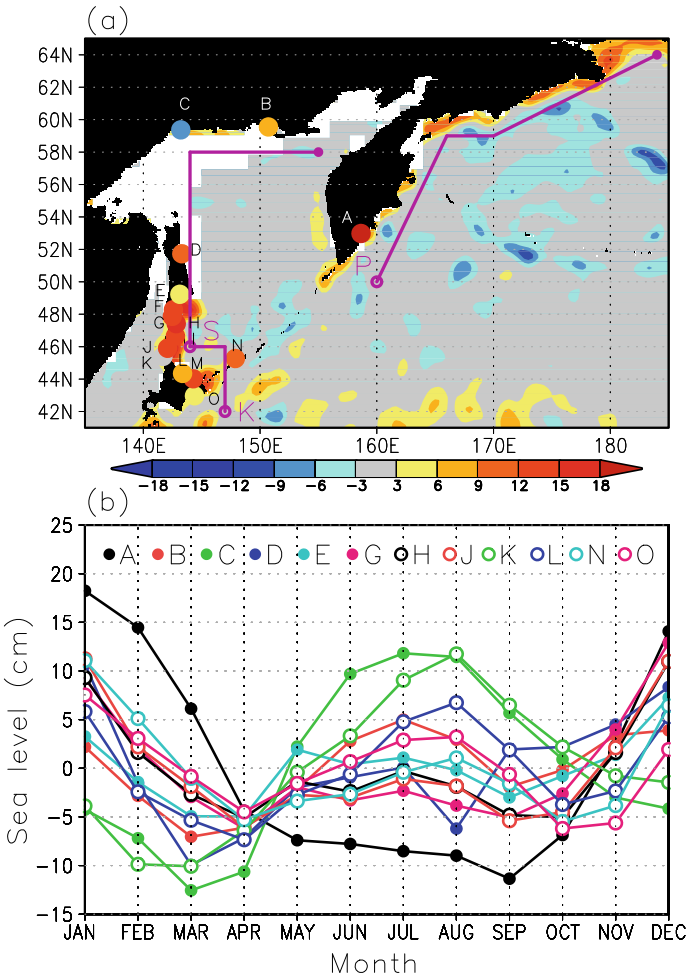 (a)
64N
62N
60N
58N
56N
54N
52N
50N
48N
46N
44N
42N
C
B
A
P
D
E
F
G
H
I
S
J
K
L
M
N
O
K
140E
150E
160E
170E
180
-18 -15 -12 -9 -6 -3 3 6 9 12 15 18
(b)
A B C D E G H J K L N O
Sea level (cm)
25
20
15
10
5
0
-5
-10
-15
JAN FEB MAR APR MAY JUN JUL AUG SEP OCT NOV DEC
Month